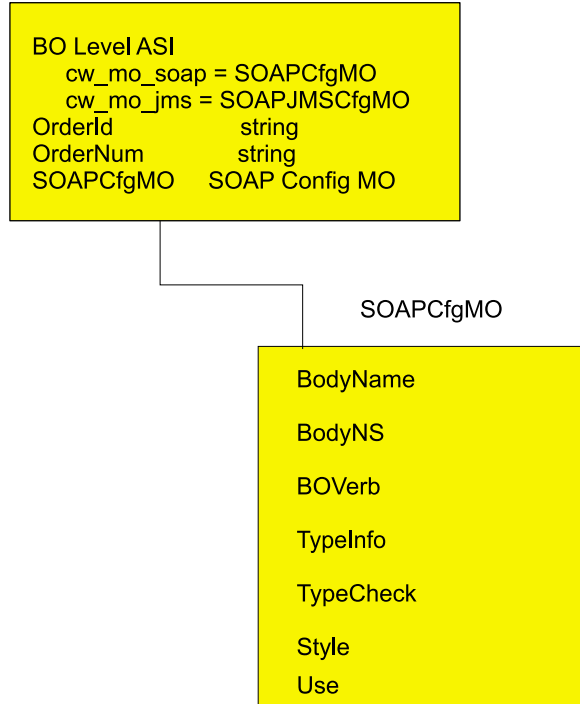 BO Level ASI
cw_mo_soap = SOAPCfgMO
cw_mo_jms = SOAPJMSCfgMO
OrderId string
OrderNum string
SOAPCfgMO SOAP Config MO
SOAPCfgMO
BodyName
BodyNS
BOVerb
TypeInfo
TypeCheck
Style
Use